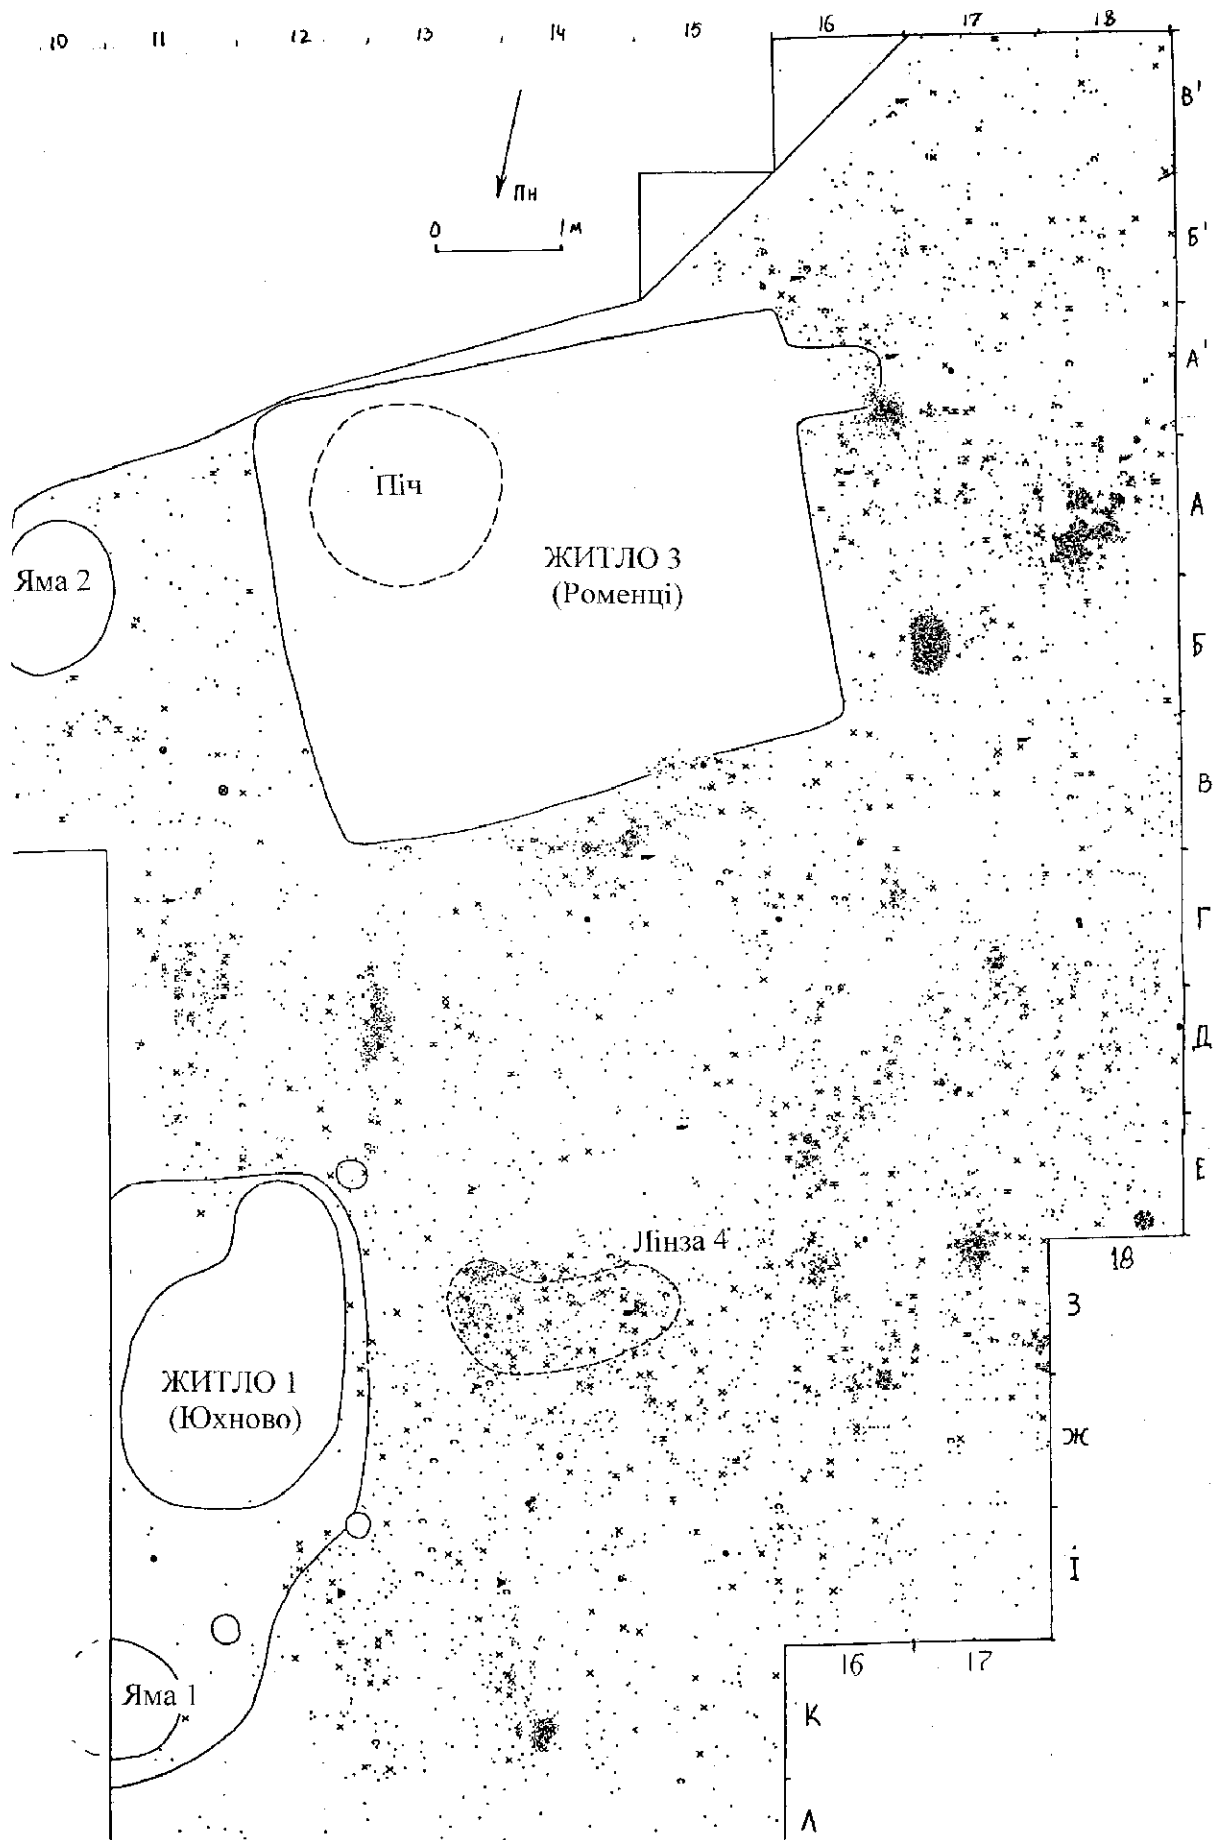 10 11 12 13 14 15 16 17 18
В'
Пн
0 1 м
Б'
А'
Піч
А
ЖИТЛО 3
(Роменці)
Яма 2
Б
В
Г
Д
Е
Лінза 4
18
З
ЖИТЛО 1
(Юхново)
Ж
І
16 17
Яма 1
К
Л